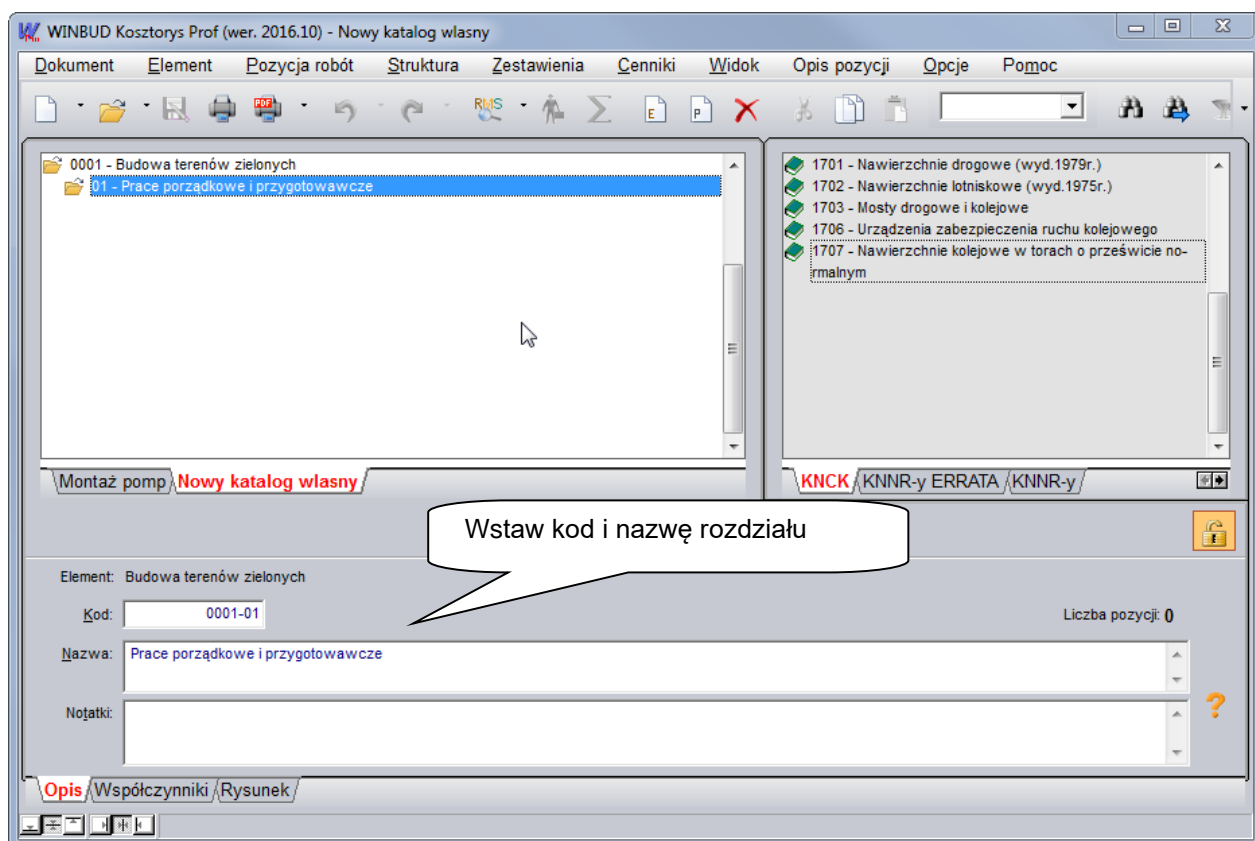 WINBUD Kosztorys Prof (wer. 2016.10) - Nowy katalog wlasny
Dokument Element Pozycja robót Struktura Zestawienia Cenniki Widok Opis pozycji Opcje Pomoc
PDF RMS E P
0001 - Budowa terenów zielonych
01 - Prace porządkowe i przygotowawcze
1701 - Nawierzchnie drogowe (wyd.1979r.)
1702 - Nawierzchnie lotniskowe (wyd.1975r.)
1703 - Mosty drogowe i kolejowe
1706 - Urządzenia zabezpieczenia ruchu kolejowego
1707 - Nawierzchnie kolejowe w torach o prześwicie no-
rmalnym
Montaż pomp Nowy katalog wlasny
KNCK KNNR-y ERRATA KNNR-y
Wstaw kod i nazwę rozdziału
Element: Budowa terenów zielonych
Kod: 0001-01
Liczba pozycji: 0
Nazwa: Prace porządkowe i przygotowawcze
Notatki:
Opis Współczynniki Rysunek